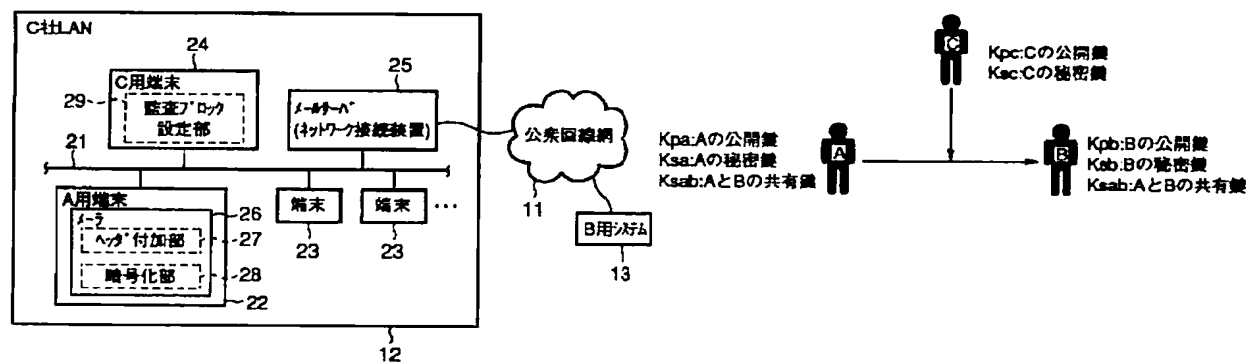 C社LAN
24
C用端末
29
監査ブロック
設定部
25
メールサーバ
(ネットワーク接続装置)
公衆回線網
11
21
A用端末
メーラ
26
ヘッダ付加部
27
暗号化部
28
22
端末
23
端末
23
...
B用システム
13
12
C
Kpc:Cの公開鍵
Ksc:Cの秘密鍵
Kpa:Aの公開鍵
Ksa:Aの秘密鍵
Ksab:AとBの共有鍵
A
B
Kpb:Bの公開鍵
Ksb:Bの秘密鍵
Ksab:AとBの共有鍵